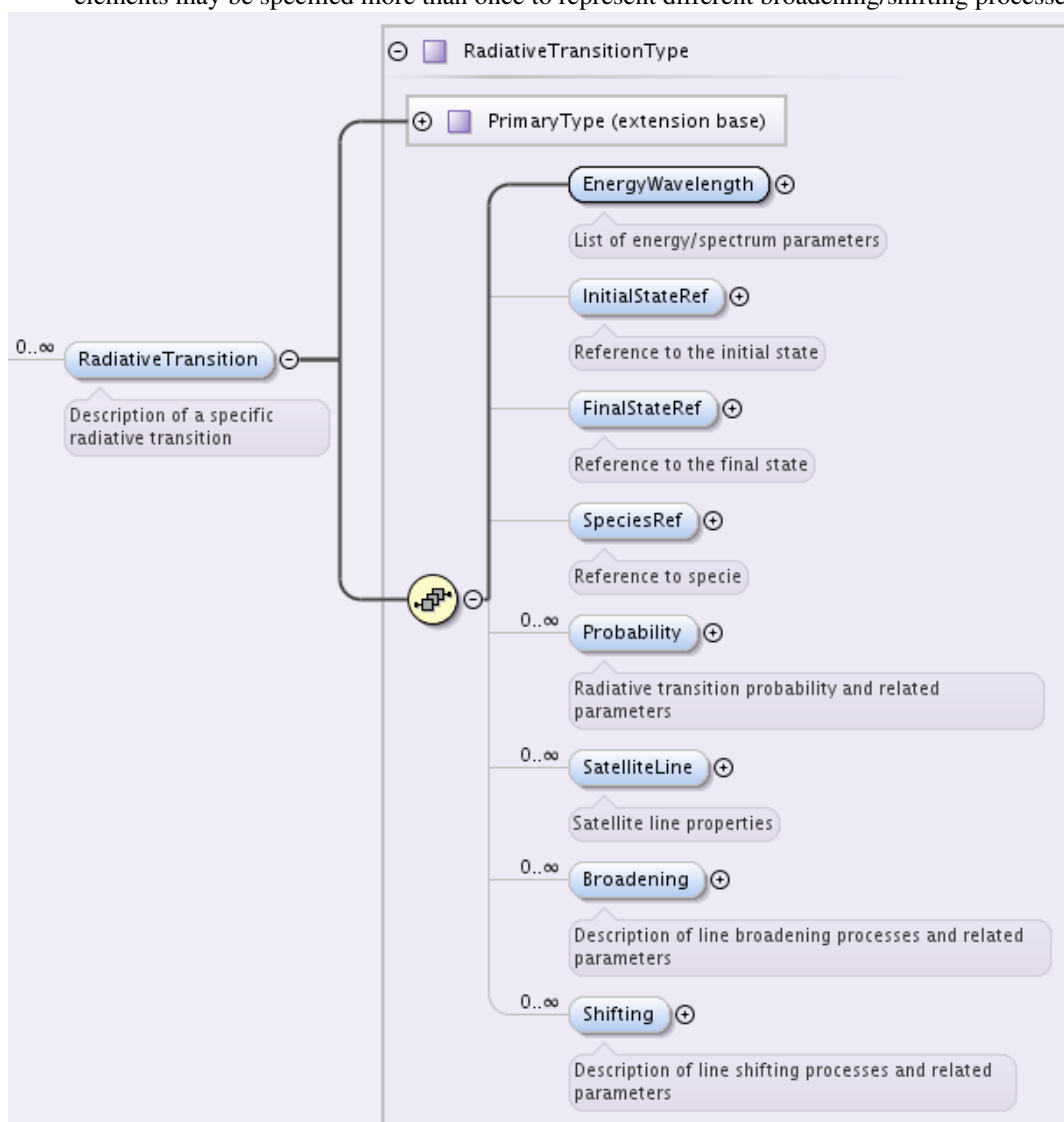 elements may be specified more than once to represent different broadening/shifting processes
RadiativeTransitionType
PrimaryType (extension base)
EnergyWavelength
List of energy/spectrum parameters
InitialStateRef
Reference to the initial state
0..∞
RadiativeTransition
Description of a specific
radiative transition
FinalStateRef
Reference to the final state
SpeciesRef
Reference to specie
0..∞
Probability
Radiative transition probability and related
parameters
0..∞
SatelliteLine
Satellite line properties
0..∞
Broadening
Description of line broadening processes and related
parameters
0..∞
Shifting
Description of line shifting processes and related
parameters